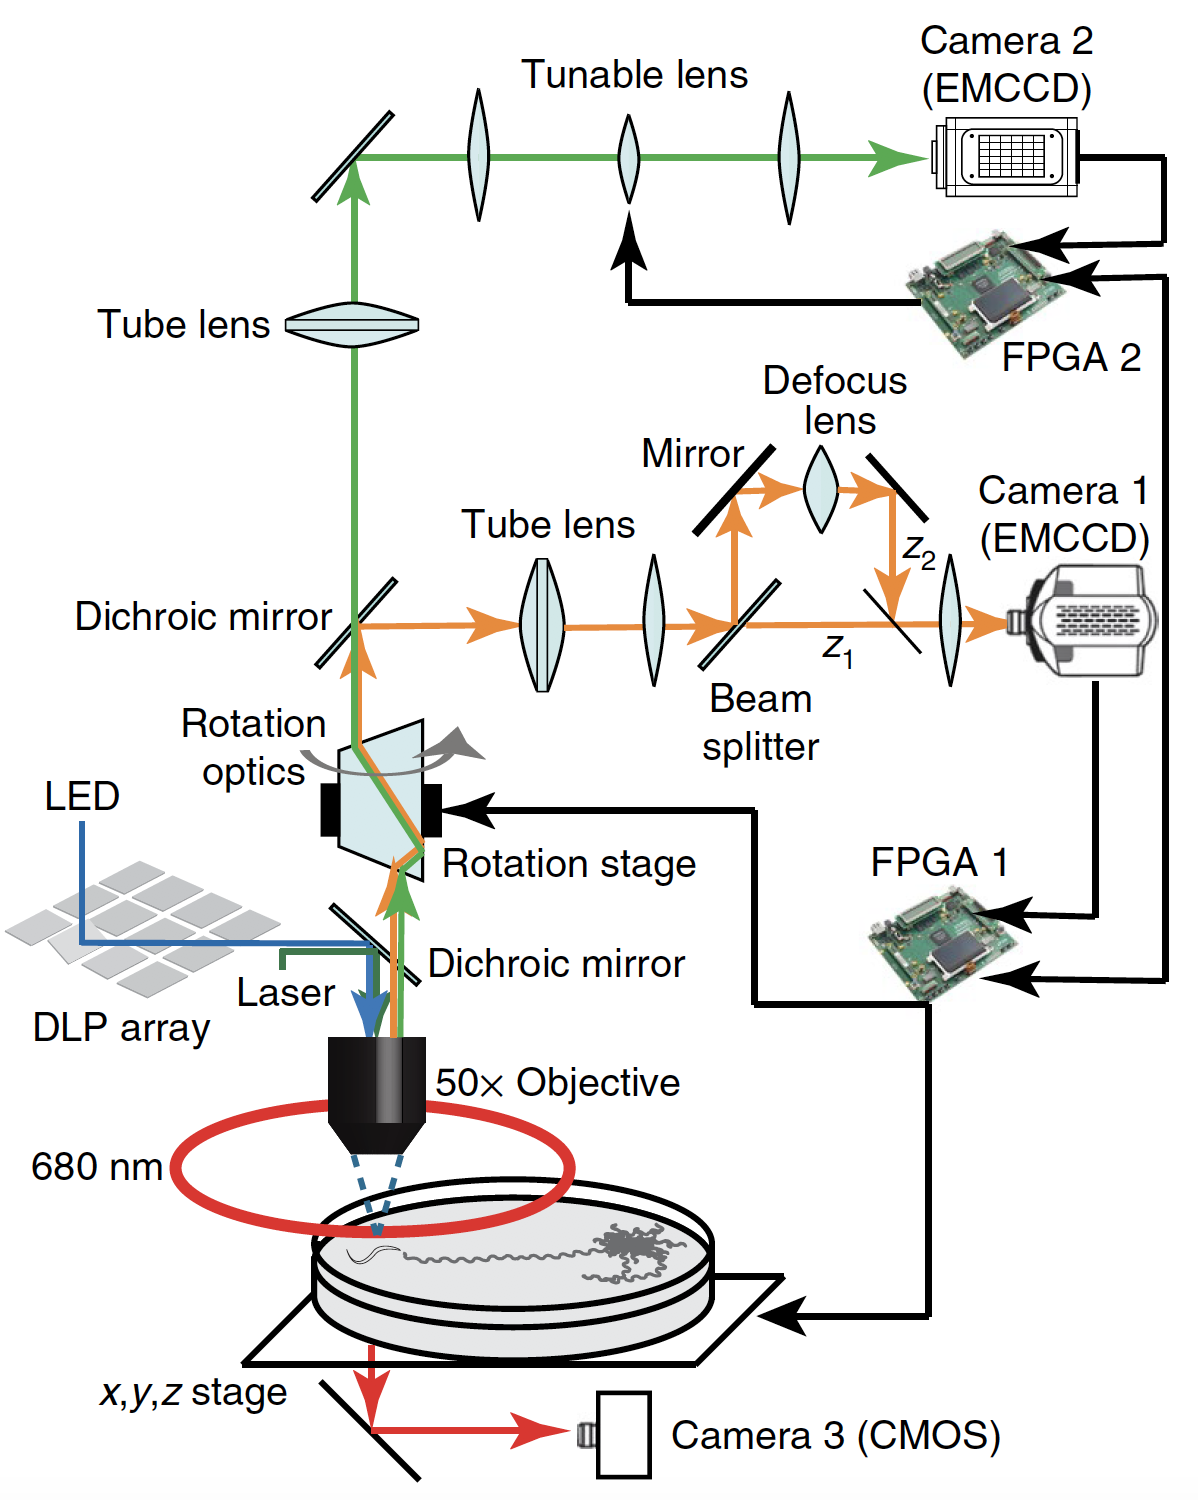 Camera 2
(EMCCD)
Tunable lens
Tube lens
FPGA 2
Defocus
lens
Mirror
Camera 1
(EMCCD)
Tube lens
z2
Dichroic mirror
z1
Beam
splitter
Rotation
optics
LED
Rotation stage
FPGA 1
Dichroic mirror
Laser
DLP array
50× Objective
680 nm
x,y,z stage
Camera 3 (CMOS)